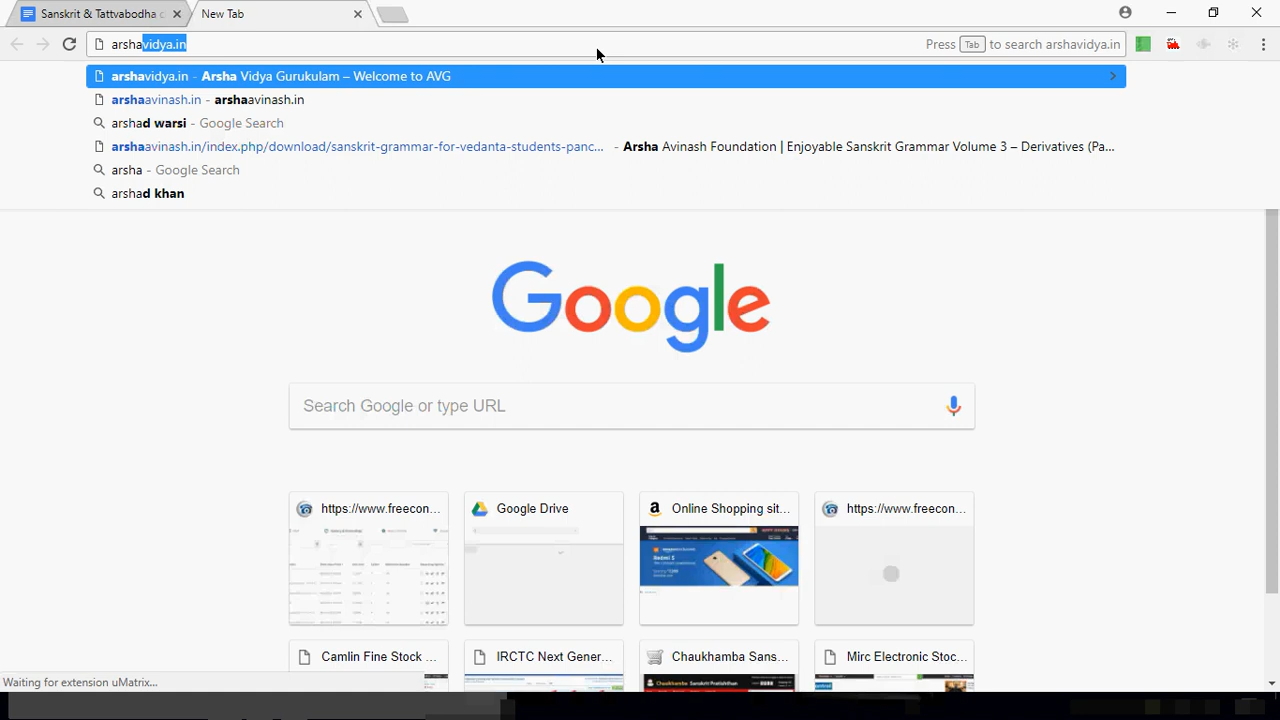 Sanskrit & Tattvabodha c
New Tab
arshavidya.in
Press Tab to search arshavidya.in
arshavidya.in - Arsha Vidya Gurukulam – Welcome to AVG
arshaavinash.in - arshaavinash.in
arshad warsi - Google Search
arshaavinash.in/index.php/download/sanskrit-grammar-for-vedanta-students-panc... - Arsha Avinash Foundation | Enjoyable Sanskrit Grammar Volume 3 – Derivatives (Pa...
arsha - Google Search
arshad khan
Google
Search Google or type URL
https://www.freecon...
Google Drive
Online Shopping sit...
https://www.freecon...
Camlin Fine Stock ...
IRCTC Next Gener...
Chaukhamba Sans...
Mirc Electronic Stoc...
Waiting for extension uMatrix...